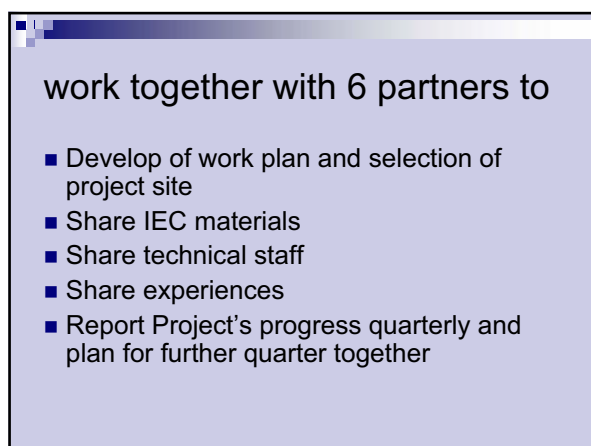 work together with 6 partners to
Develop of work plan and selection of
project site
Share IEC materials
Share technical staff
Share experiences
Report Project's progress quarterly and
plan for further quarter together